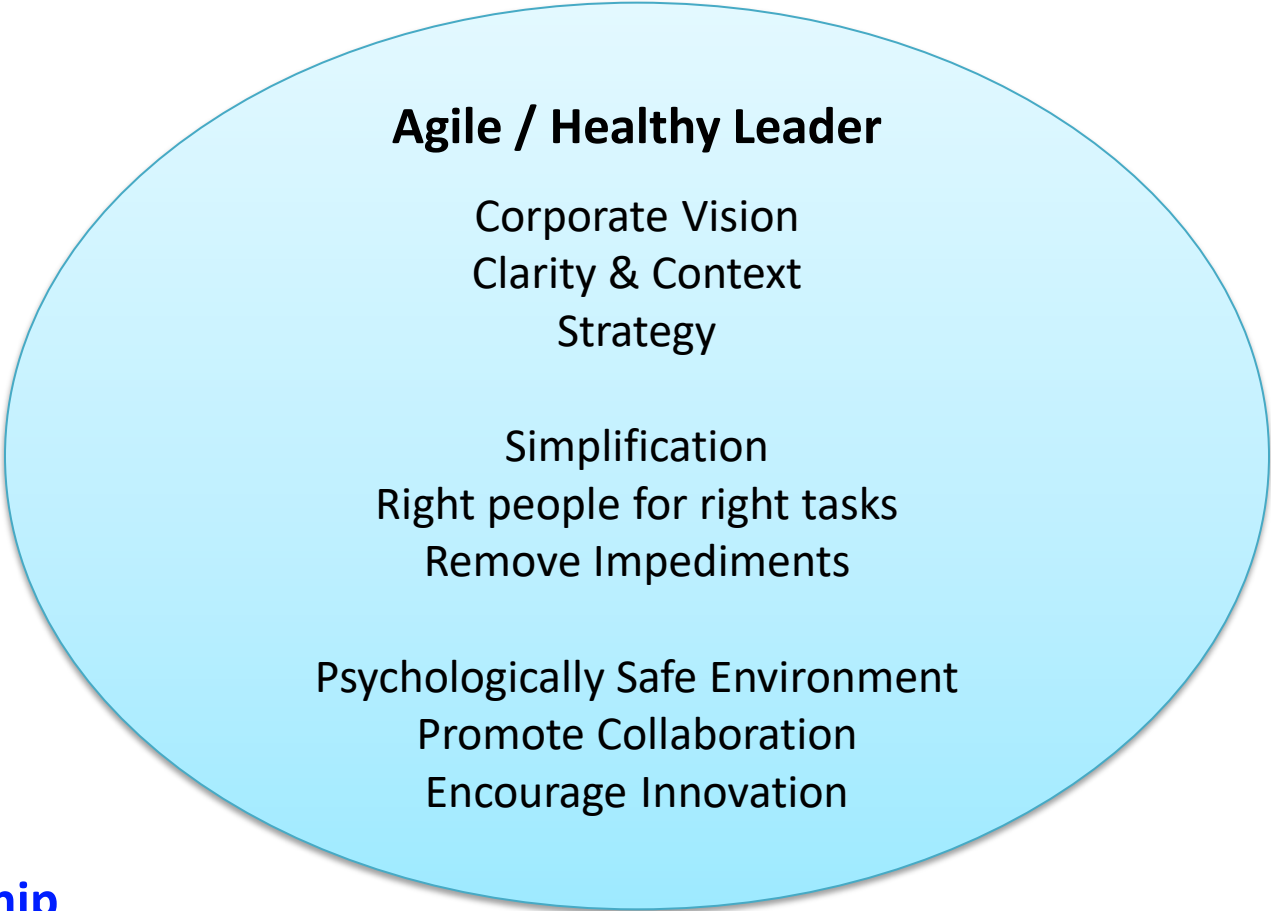 Agile / Healthy Leader
Corporate Vision
Clarity & Context
Strategy
Simplification
Right people for right tasks
Remove Impediments
Psychologically Safe Environment
Promote Collaboration
Encourage Innovation